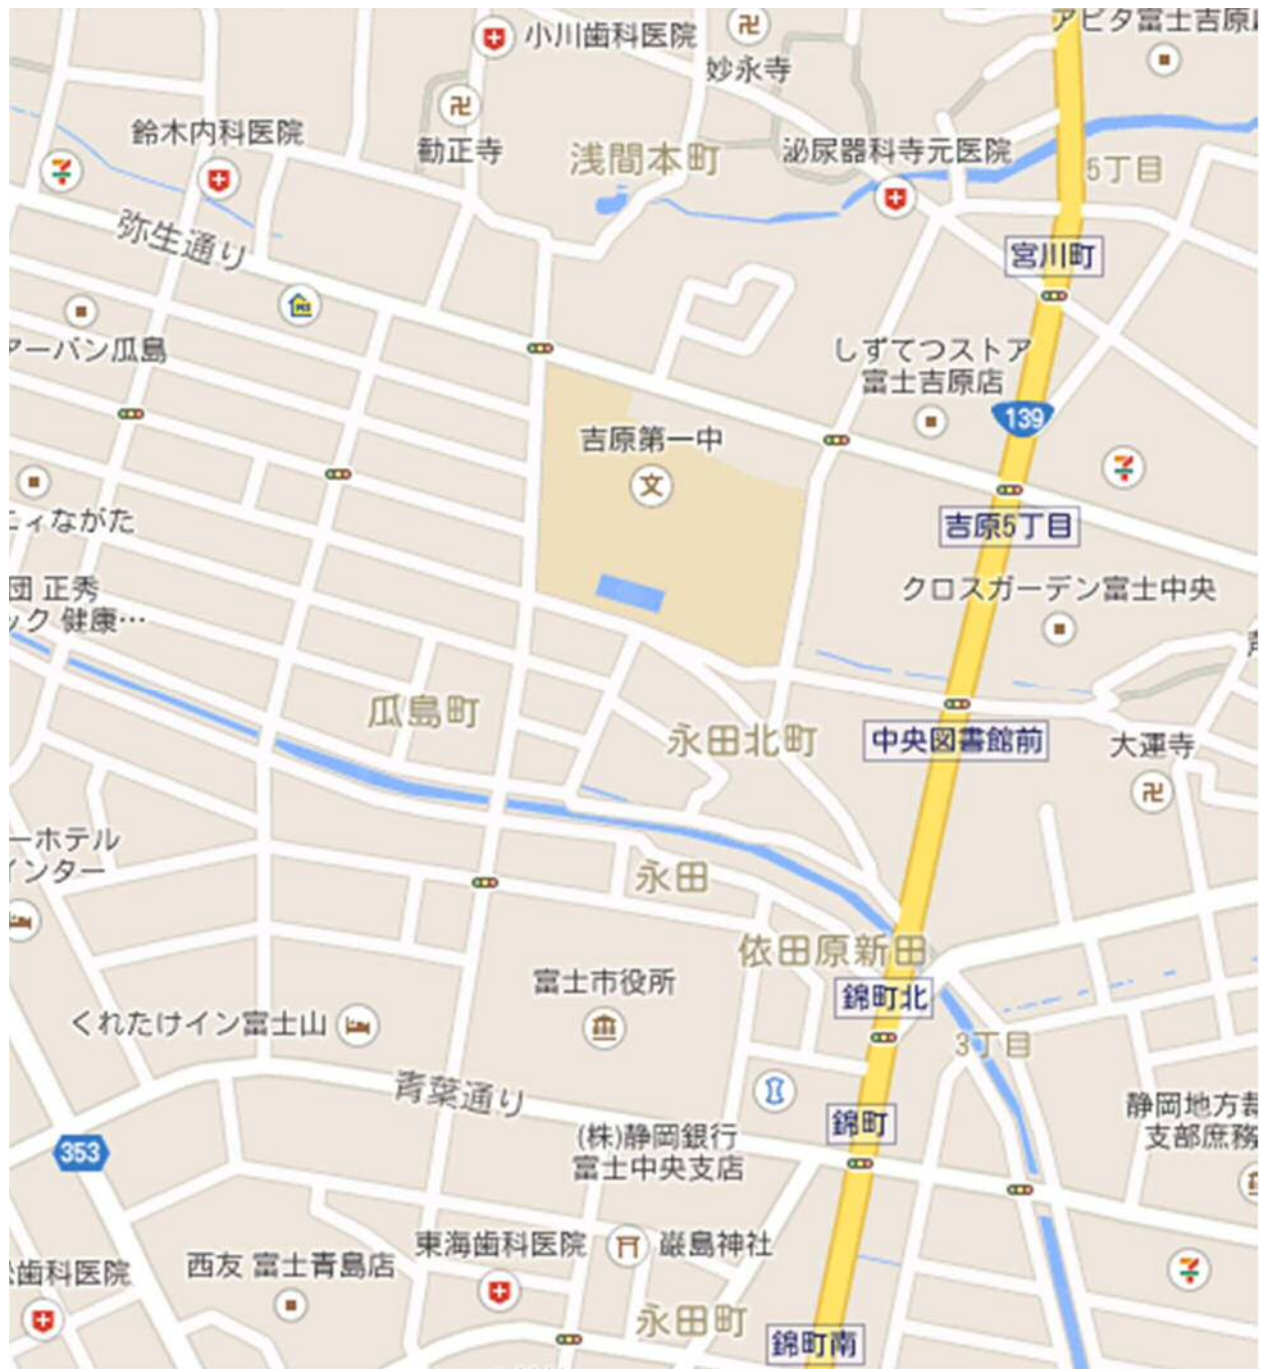 アピタ富士吉原
小川歯科医院
妙永寺
鈴木内科医院
勧正寺
浅間本町
泌尿器科寺元医院
5丁目
弥生通り
宮川町
アーバン瓜島
しずてつストア
富士吉原店
139
吉原第一中
文
ィながた
吉原5丁目
団 正秀
ック 健康…
クロスガーデン富士中央
瓜島町
永田北町
中央図書館前
大運寺
ーホテル
インター
永田
依田原新田
富士市役所
錦町北
くれたけイン富士山
3丁目
青葉通り
錦町
静岡地方裁
支部庶務
(株)静岡銀行
富士中央支店
353
東海歯科医院
巌島神社
西友 富士青島店
歯科医院
永田町
錦町南